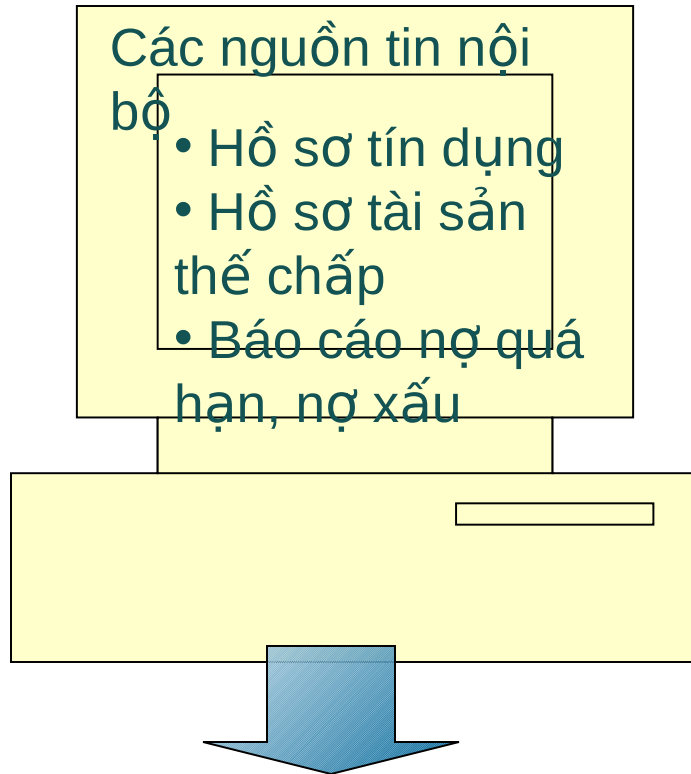 Các nguồn tin nội
bộ
• Hồ sơ tín dụng
• Hồ sơ tài sản
thế chấp
• Báo cáo nợ quá
hạn, nợ xấu